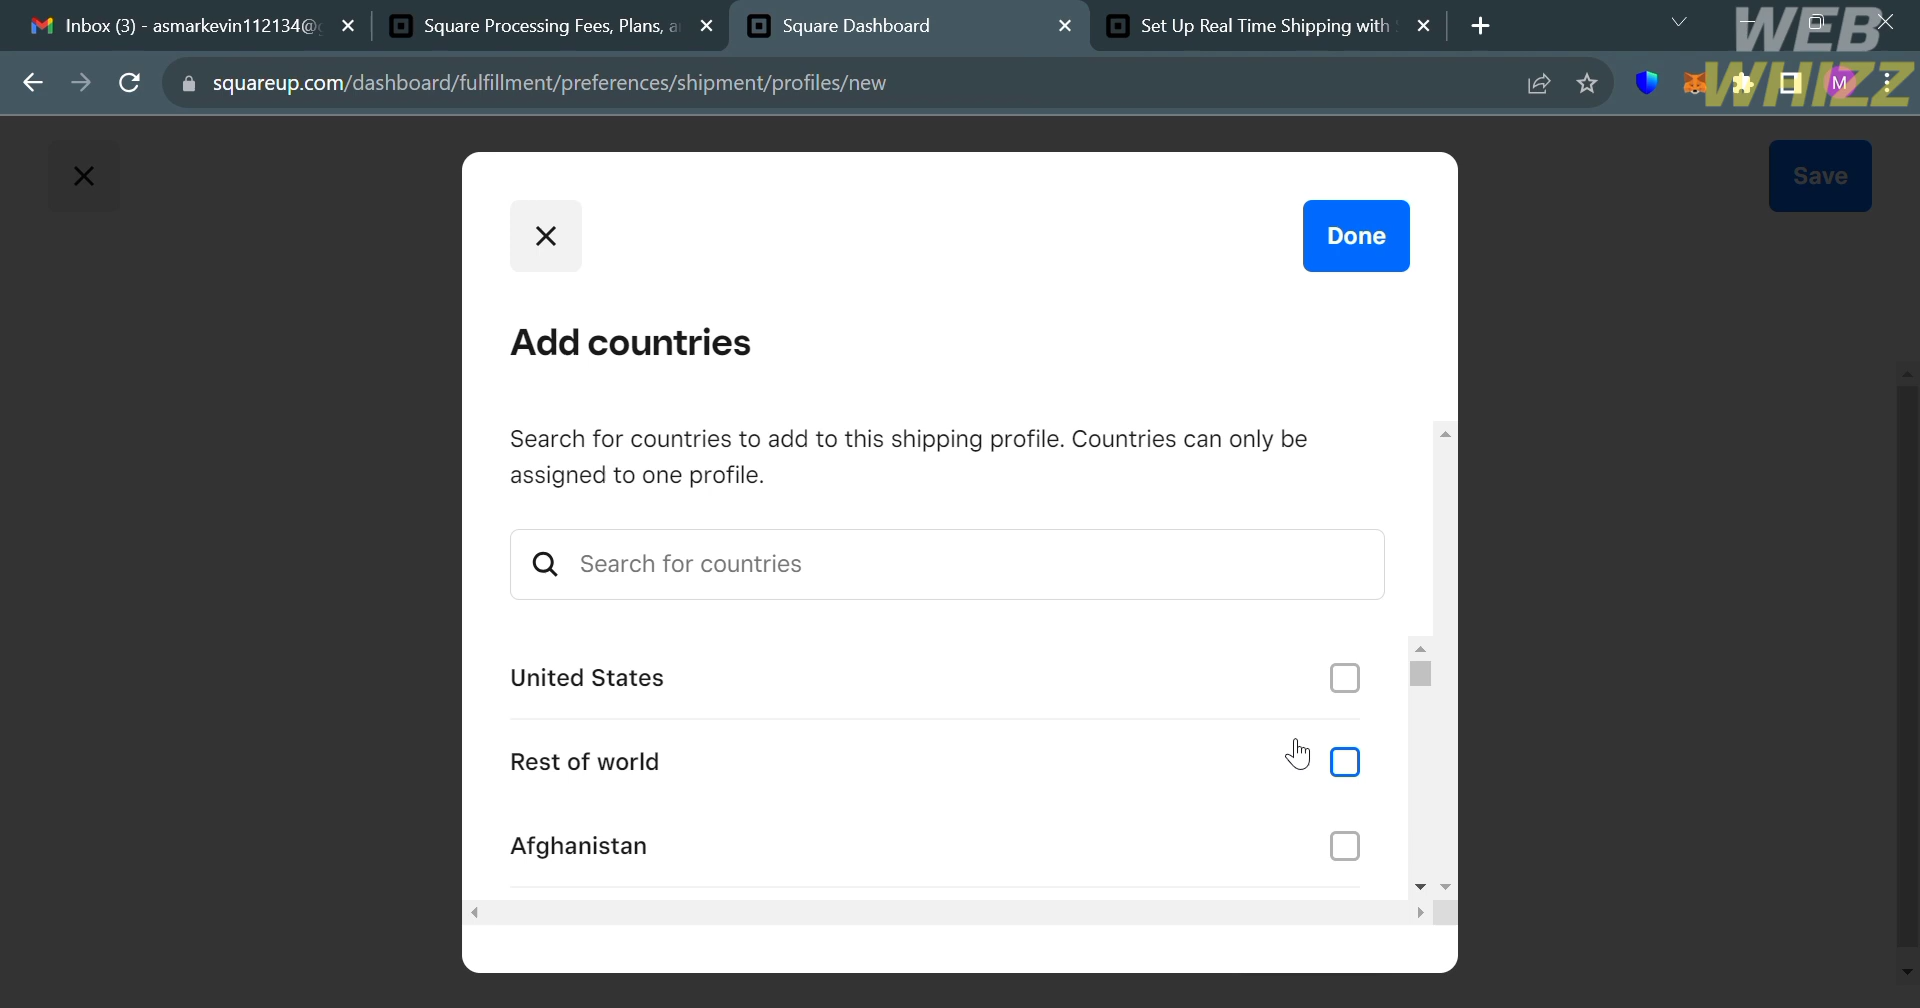 Inbox (3) - asmarkevin112134@
Square Processing Fees, Plans, a
Square Dashboard
Set Up Real Time Shipping with
WEB
WHIZZ
squareup.com/dashboard/fulfillment/preferences/shipment/profiles/new
M
Save
Done
Add countries
Search for countries to add to this shipping profile. Countries can only be
assigned to one profile.
Search for countries
United States
Rest of world
Afghanistan